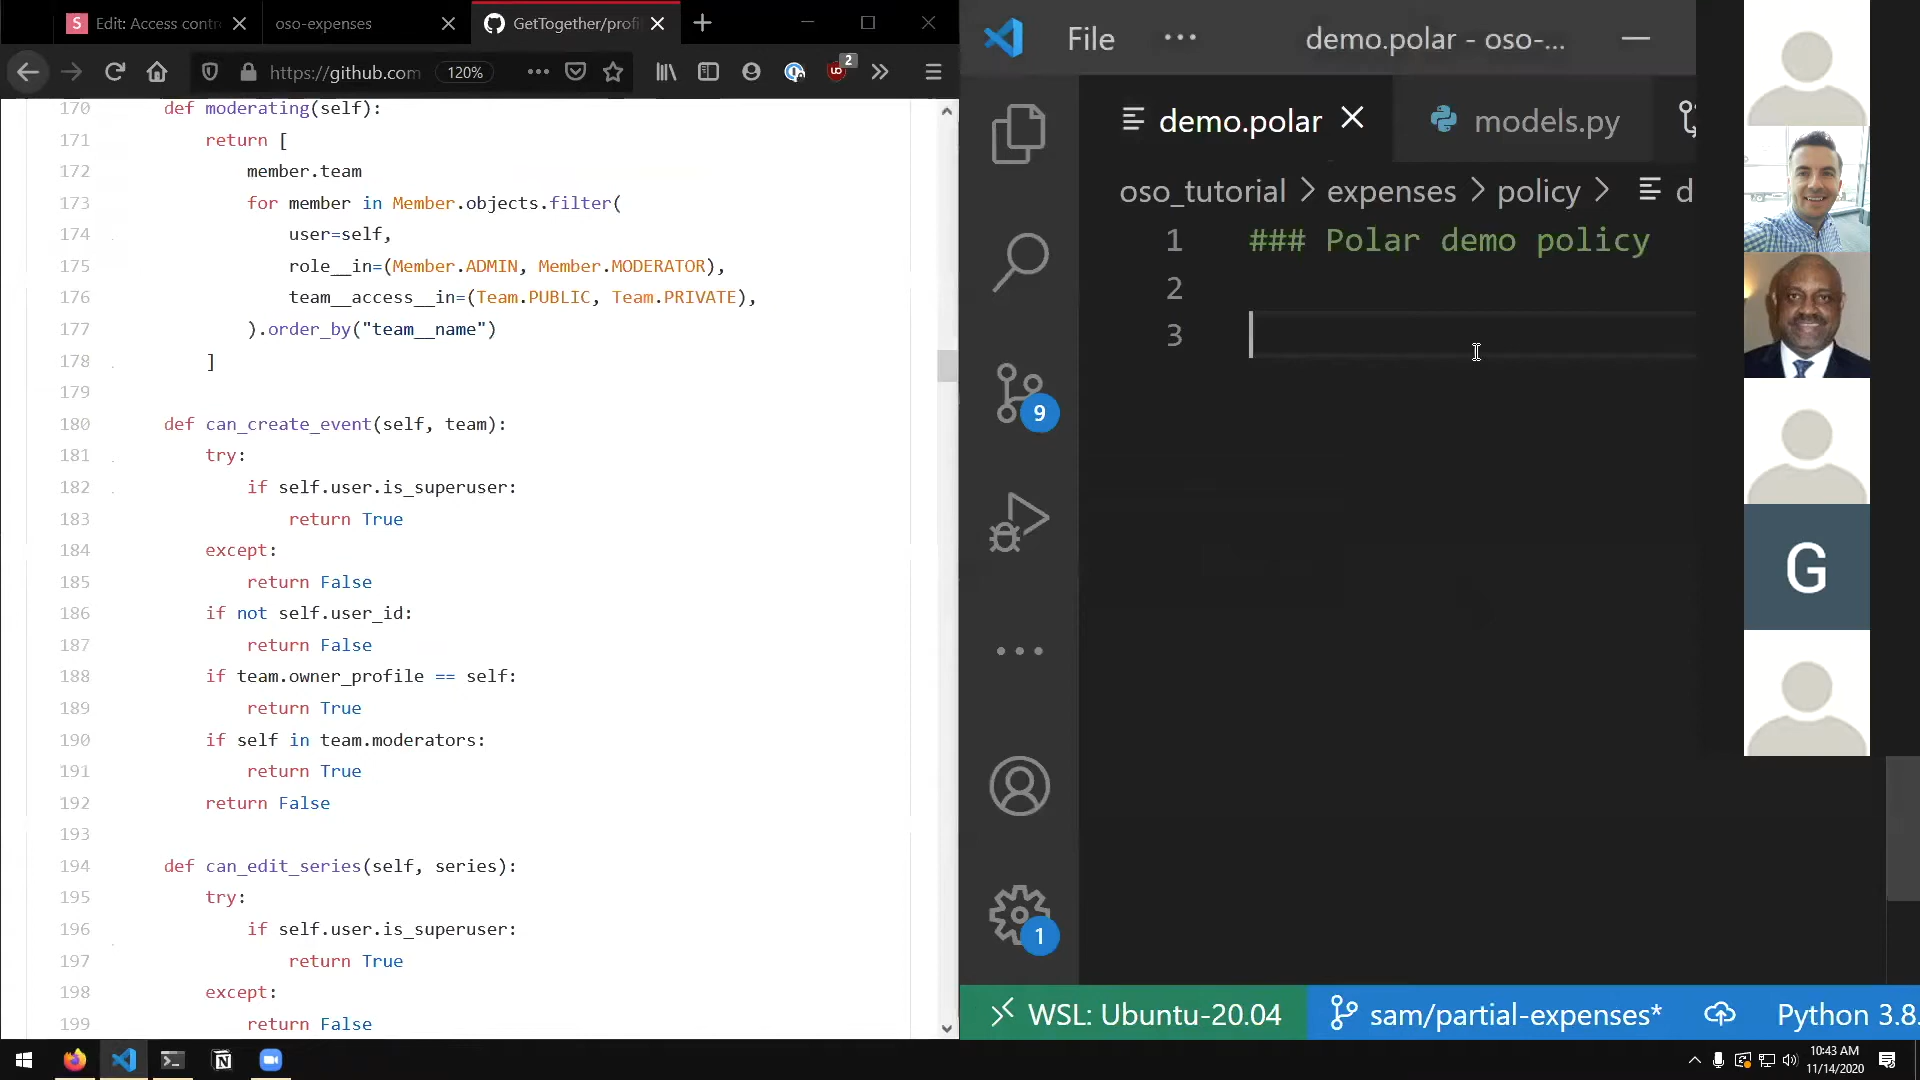 S Edit: Access contr
oso-expenses
GetTogether/profi
https://github.com
120%
2
170 def moderating(self):
171 return [
172 member.team
173 for member in Member.objects.filter(
174 user=self,
175 role__in=(Member.ADMIN, Member.MODERATOR),
176 team__access__in=(Team.PUBLIC, Team.PRIVATE),
177 ).order_by("team__name")
178 ]
179
180 def can_create_event(self, team):
181 try:
182 if self.user.is_superuser:
183 return True
184 except:
185 return False
186 if not self.user_id:
187 return False
188 if team.owner_profile == self:
189 return True
190 if self in team.moderators:
191 return True
192 return False
193
194 def can_edit_series(self, series):
195 try:
196 if self.user.is_superuser:
197 return True
198 except:
199 return False
File ··· demo.polar - oso-...
demo.polar
models.py
oso_tutorial > expenses > policy > d
1 ### Polar demo policy
2
3
9
1
G
WSL: Ubuntu-20.04
sam/partial-expenses*
Python 3.8.
10:43 AM
11/14/2020